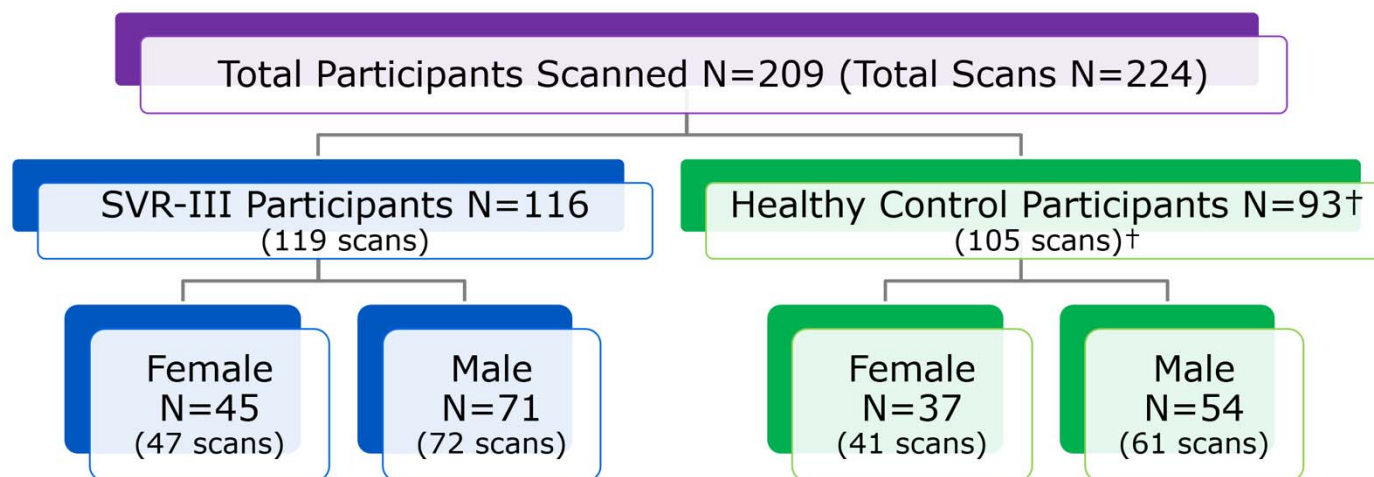 Total Participants Scanned N=209 (Total Scans N=224)
SVR-III Participants N=116
(119 scans)
Healthy Control Participants N=93†
(105 scans)†
Female
N=45
(47 scans)
Male
N=71
(72 scans)
Female
N=37
(41 scans)
Male
N=54
(61 scans)